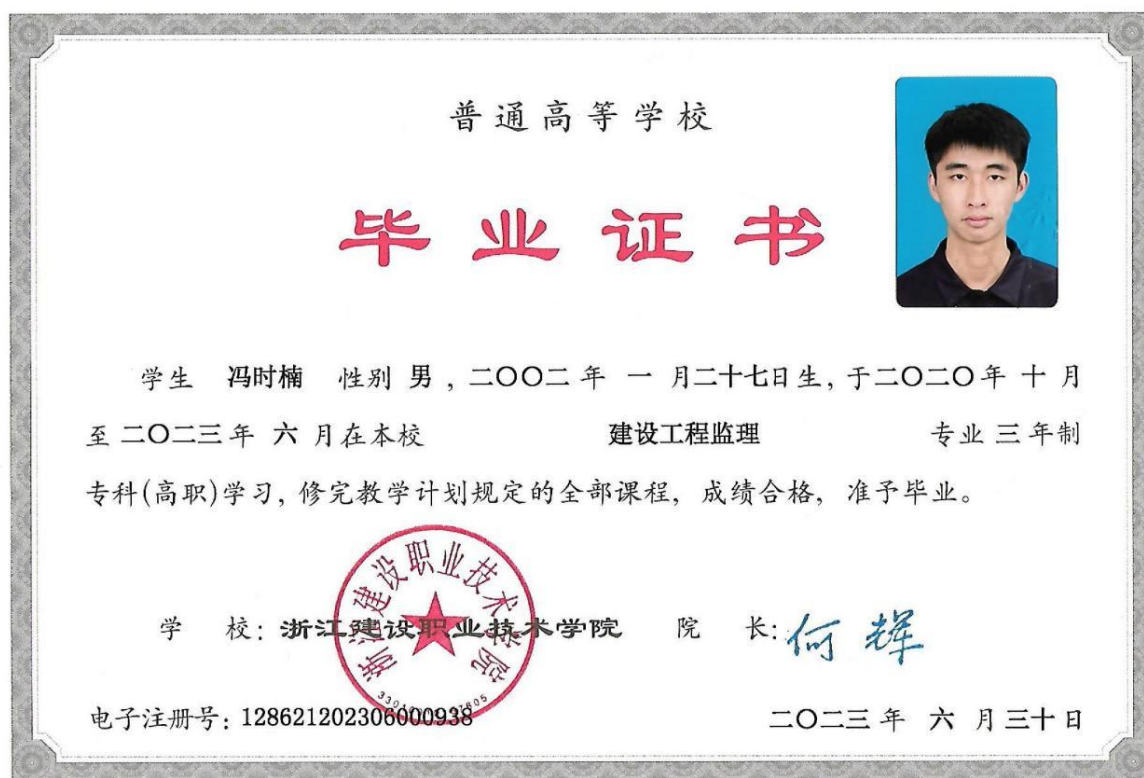 普通高等学校
毕业证书
学生 冯时楠 性别 男，二〇〇二年 一 月二十七日生，于二〇二〇年 十 月
至 二〇二三年 六 月在本校 建设工程监理 专业 三 年制
专科(高职)学习，修完教学计划规定的全部课程，成绩合格，准予毕业。
浙江建设职业技术学院
学 校：浙江建设职业技术学院 院 长：何辉
电子注册号：128621202306000938 二〇二三年 六 月三十日